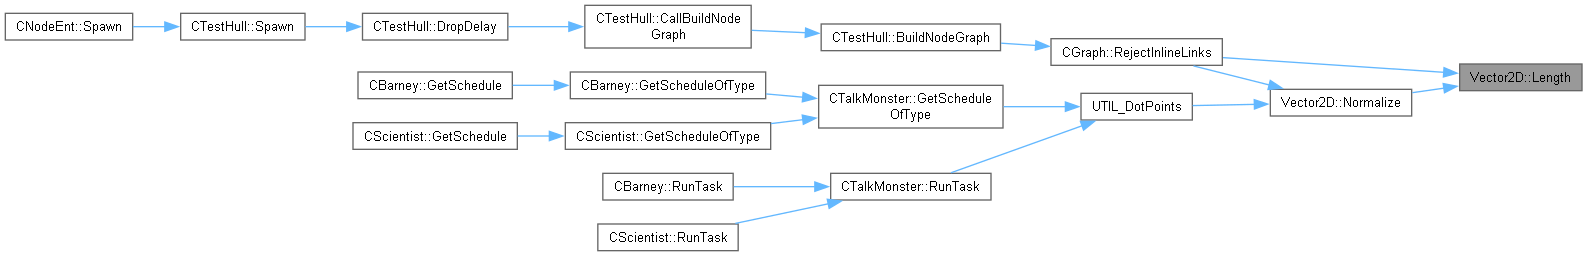 CNodeEnt::Spawn
CTestHull::Spawn
CTestHull::DropDelay
CTestHull::CallBuildNode
Graph
CTestHull::BuildNodeGraph
CGraph::RejectInlineLinks
Vector2D::Length
CBarney::GetSchedule
CBarney::GetScheduleOfType
CTalkMonster::GetSchedule
OfType
UTIL_DotPoints
Vector2D::Normalize
CScientist::GetSchedule
CScientist::GetScheduleOfType
CBarney::RunTask
CTalkMonster::RunTask
CScientist::RunTask